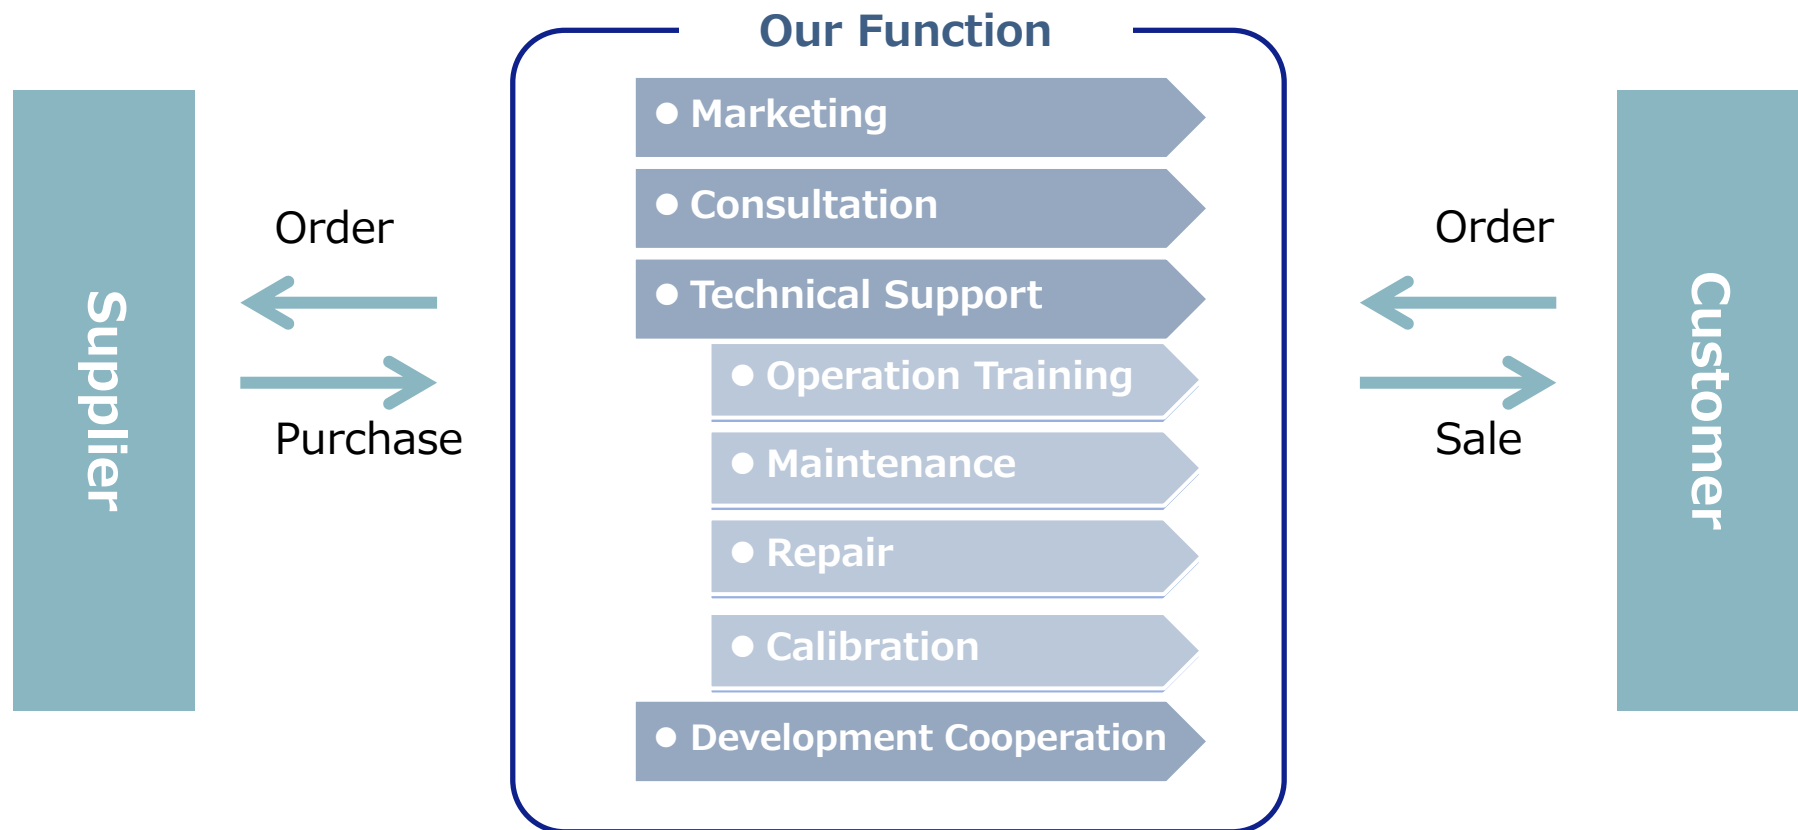 Our Function
Supplier
Order
Purchase
● Marketing
● Consultation
● Technical Support
● Operation Training
● Maintenance
● Repair
● Calibration
● Development Cooperation
Order
Sale
Customer